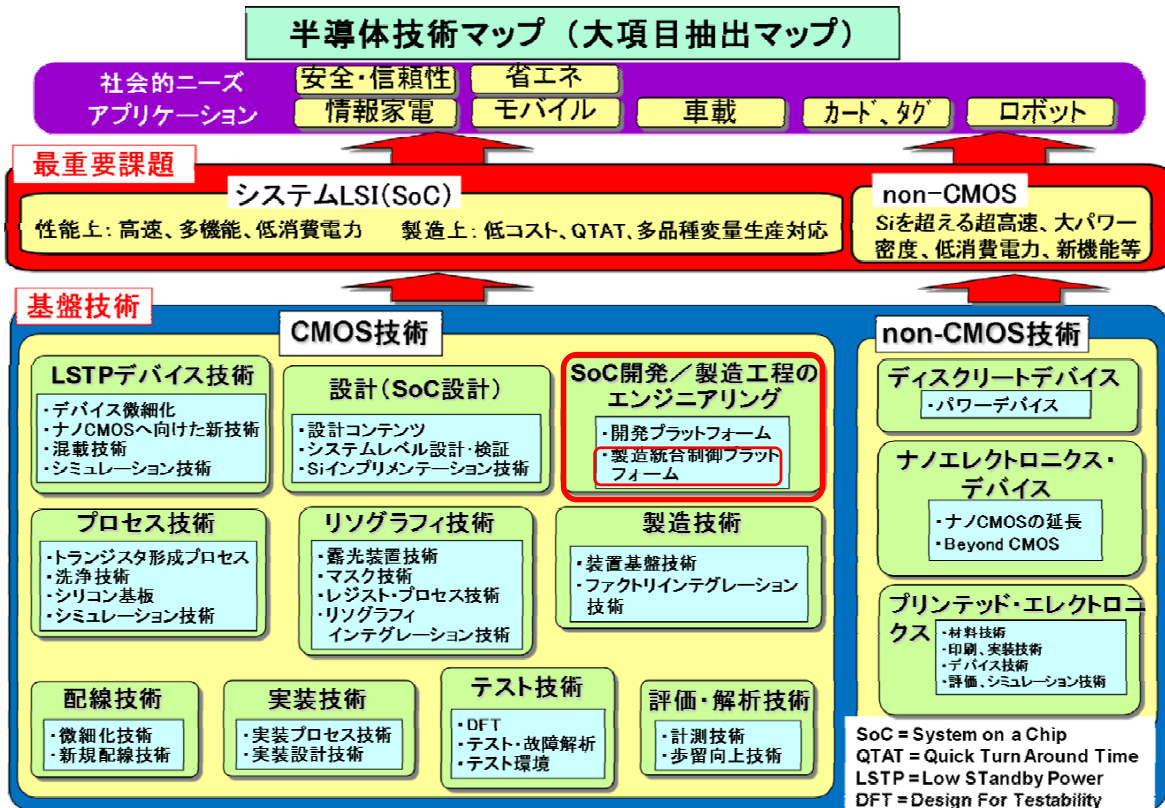 半導体技術マップ（大項目抽出マップ）
社会的ニーズ
アプリケーション
安全・信頼性
省エネ
情報家電
モバイル
車載
カード、タグ
ロボット
最重要課題
システムLSI(SoC)
性能上：高速、多機能、低消費電力　製造上：低コスト、QTAT、多品種変量生産対応
non-CMOS
Siを超える超高速、大パワー
密度、低消費電力、新機能等
基盤技術
CMOS技術
LSTPデバイス技術
・デバイス微細化
・ナノCMOSへ向けた新技術
・混載技術
・シミュレーション技術
設計(SoC設計)
・設計コンテンツ
・システムレベル設計・検証
・Siインプリメンテーション技術
SoC開発／製造工程の
エンジニアリング
・開発プラットフォーム
・製造統合制御プラット
フォーム
プロセス技術
・トランジスタ形成プロセス
・洗浄技術
・シリコン基板
・シミュレーション技術
リソグラフィ技術
・露光装置技術
・マスク技術
・レジスト・プロセス技術
・リソグラフィ
インテグレーション技術
製造技術
・装置基盤技術
・ファクトリインテグレーション
技術
配線技術
・微細化技術
・新規配線技術
実装技術
・実装プロセス技術
・実装設計技術
テスト技術
・DFT
・テスト・故障解析
・テスト環境
評価・解析技術
・計測技術
・歩留向上技術
non-CMOS技術
ディスクリートデバイス
・パワーデバイス
ナノエレクトロニクス・
デバイス
・ナノCMOSの延長
・Beyond CMOS
プリンテッド・エレクトロニ
クス
・材料技術
・印刷、実装技術
・デバイス技術
・評価、シミュレーション技術
SoC = System on a Chip
QTAT = Quick Turn Around Time
LSTP = Low STandby Power
DFT = Design For Testability